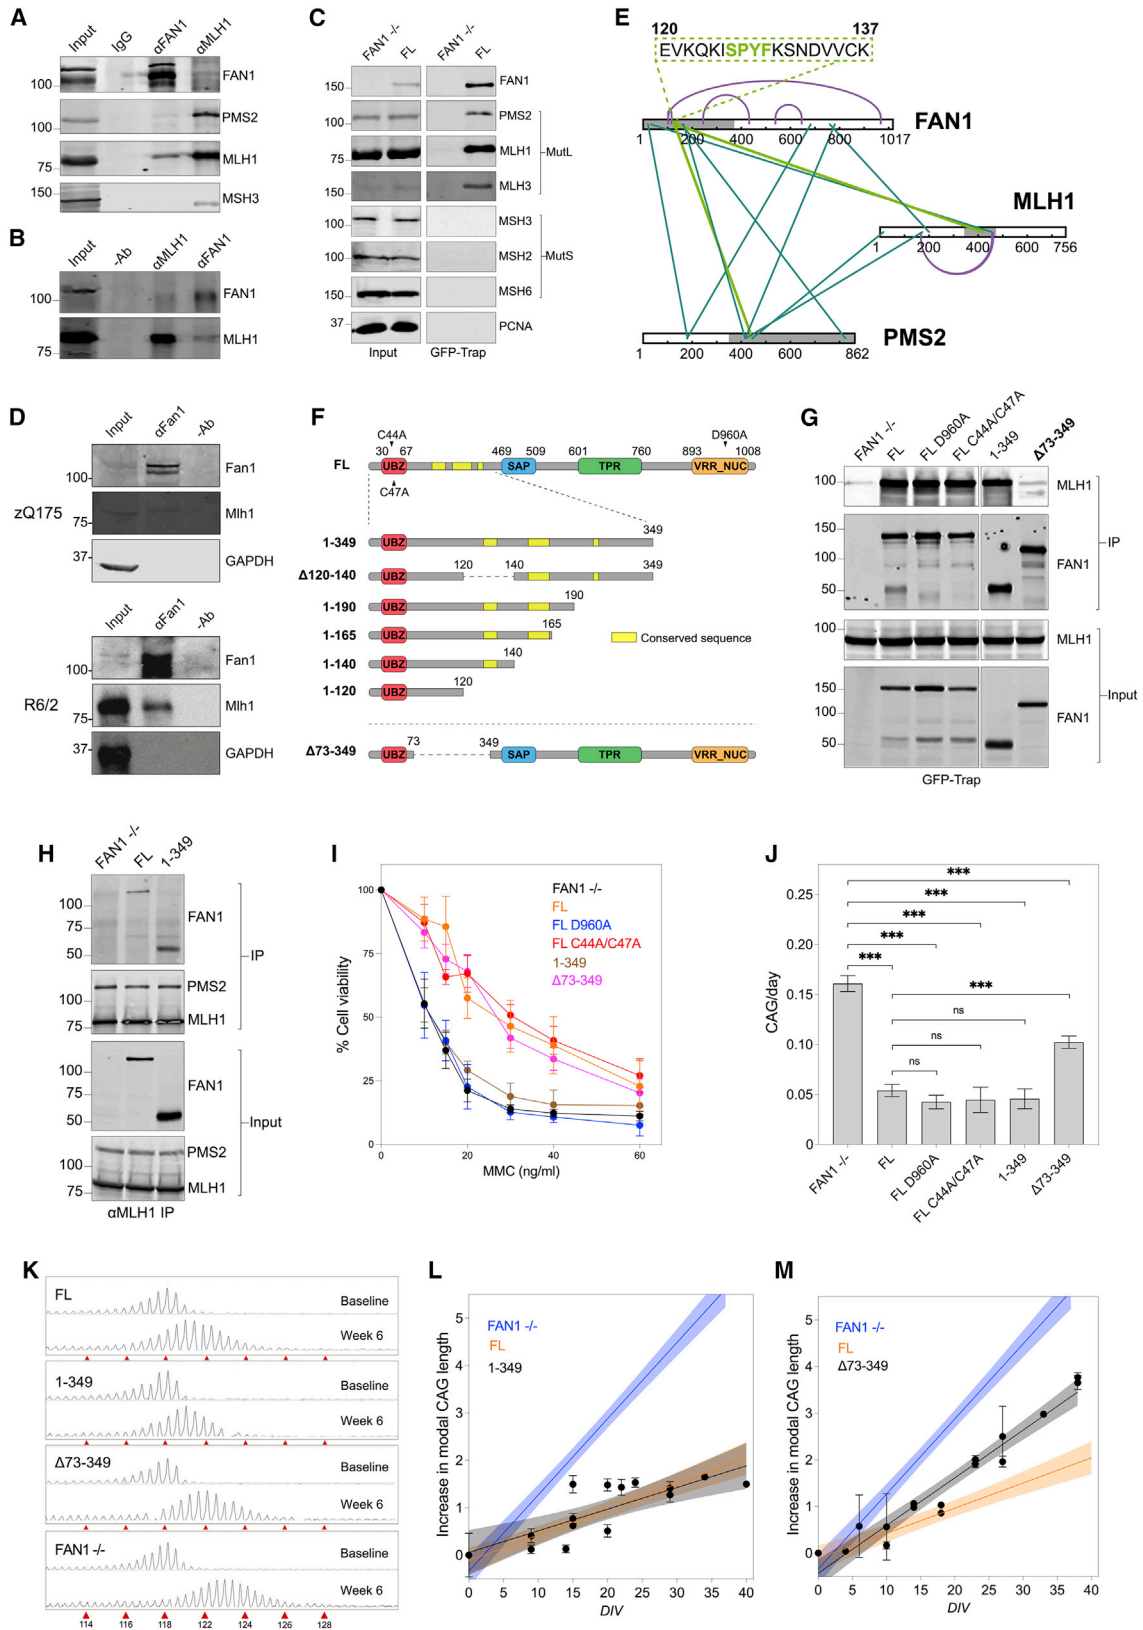 A
Input
IgG
αFAN1
αMLH1
100
FAN1
100
PMS2
75
MLH1
150
MSH3
B
Input
-Ab
αMLH1
αFAN1
100
FAN1
75
MLH1
C
FAN1 -/-
FL
FAN1 -/-
FL
150
FAN1
100
PMS2
75
MLH1
MutL
150
MLH3
100
MSH3
100
MSH2
MutS
150
MSH6
37
PCNA
Input
GFP-Trap
E
120
137
EVKQKISPYFKSNDVVCK
FAN1
1
200
400
600
800
1017
MLH1
1
200
400
600
756
PMS2
1
200
400
600
862
D
Input
αFan1
-Ab
100
Fan1
zQ175
75
Mlh1
37
GAPDH
Input
αFan1
-Ab
100
Fan1
R6/2
75
Mlh1
37
GAPDH
F
C44A
D960A
30 67 469 509 601 760 893 1008
FL
UBZ
SAP
TPR
VRR_NUC
C47A
349
1-349
UBZ
120 140 349
Δ120-140
UBZ
190
1-190
UBZ
165
1-165
UBZ
Conserved sequence
140
1-140
UBZ
120
1-120
UBZ
73 349
Δ73-349
UBZ
SAP
TPR
VRR_NUC
G
FAN1 -/-
FL
FL D960A
FL C44A/C47A
1-349
Δ73-349
100
MLH1
150
100
FAN1
50
IP
100
MLH1
150
100
FAN1
50
Input
GFP-Trap
H
FAN1 -/-
FL
1-349
100
FAN1
75
50
IP
PMS2
100
MLH1
75
100
FAN1
75
50
Input
PMS2
100
MLH1
75
αMLH1 IP
I
100
75
50
25
0
% Cell viability
FAN1 -/-
FL
FL D960A
FL C44A/C47A
1-349
Δ73-349
0 20 40 60
MMC (ng/ml)
J
0.25
0.20
0.15
0.10
0.05
0
CAG/day
***
***
***
***
***
***
ns
ns
ns
FAN1 -/-
FL
FL D960A
FL C44A/C47A
1-349
Δ73-349
K
FL
Baseline
Week 6
1-349
Baseline
Week 6
Δ73-349
Baseline
Week 6
FAN1 -/-
Baseline
Week 6
114 116 118 122 124 126 128
L
5
4
3
2
1
0
Increase in modal CAG length
FAN1 -/-
FL
1-349
0 5 10 15 20 25 30 35 40
DIV
M
5
4
3
2
1
0
Increase in modal CAG length
FAN1 -/-
FL
Δ73-349
0 5 10 15 20 25 30 35 40
DIV